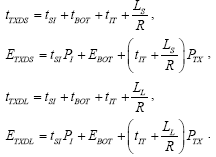 $t_{TXDS} = t_{SI} + t_{BOT} + t_{IT} + \frac{L_S}{R}$ ,
$E_{TXDS} = t_{SI} P_I + E_{BOT} + \left( t_{IT} + \frac{L_S}{R} \right) P_{TX}$ ,
$t_{TXDL} = t_{SI} + t_{BOT} + t_{IT} + \frac{L_L}{R}$ ,
$E_{TXDL} = t_{SI} P_I + E_{BOT} + \left( t_{IT} + \frac{L_L}{R} \right) P_{TX}$ .